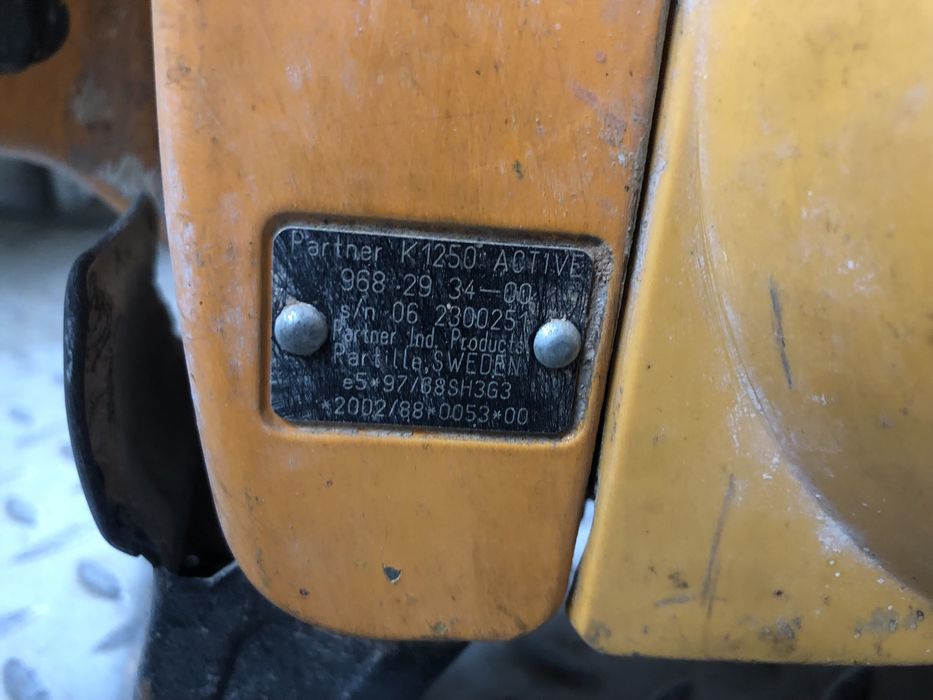 Partner K1250 ACTIVE
968 29 34-00
s/n 06 2300251
Partner Ind. Products
Partille, SWEDEN
e5*97/68SH3G3
*2002/88*0053*00